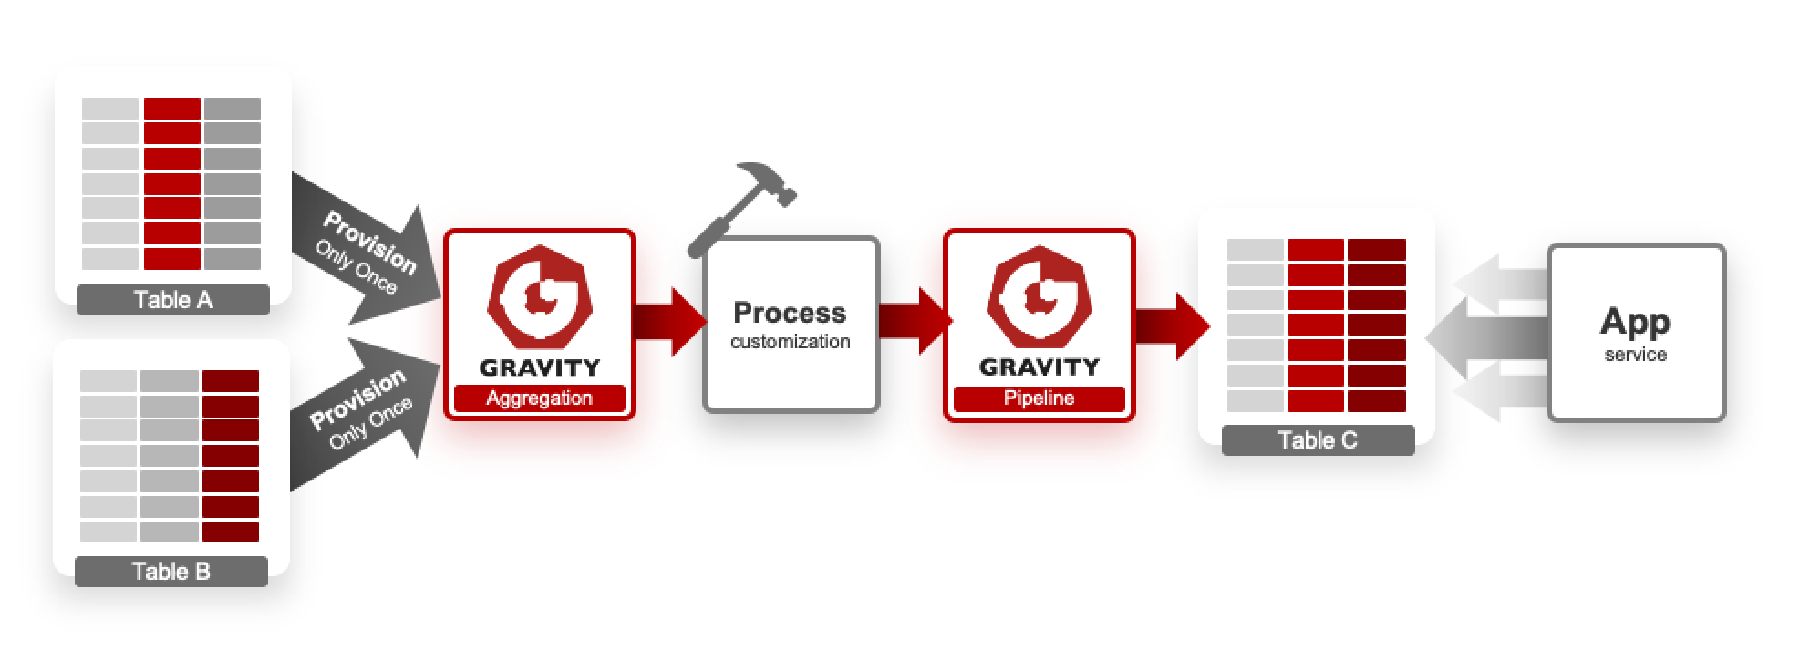 Table A
Provision
Only Once
Table B
Provision
Only Once
GRAVITY
Aggregation
Process
customization
GRAVITY
Pipeline
Table C
App
service